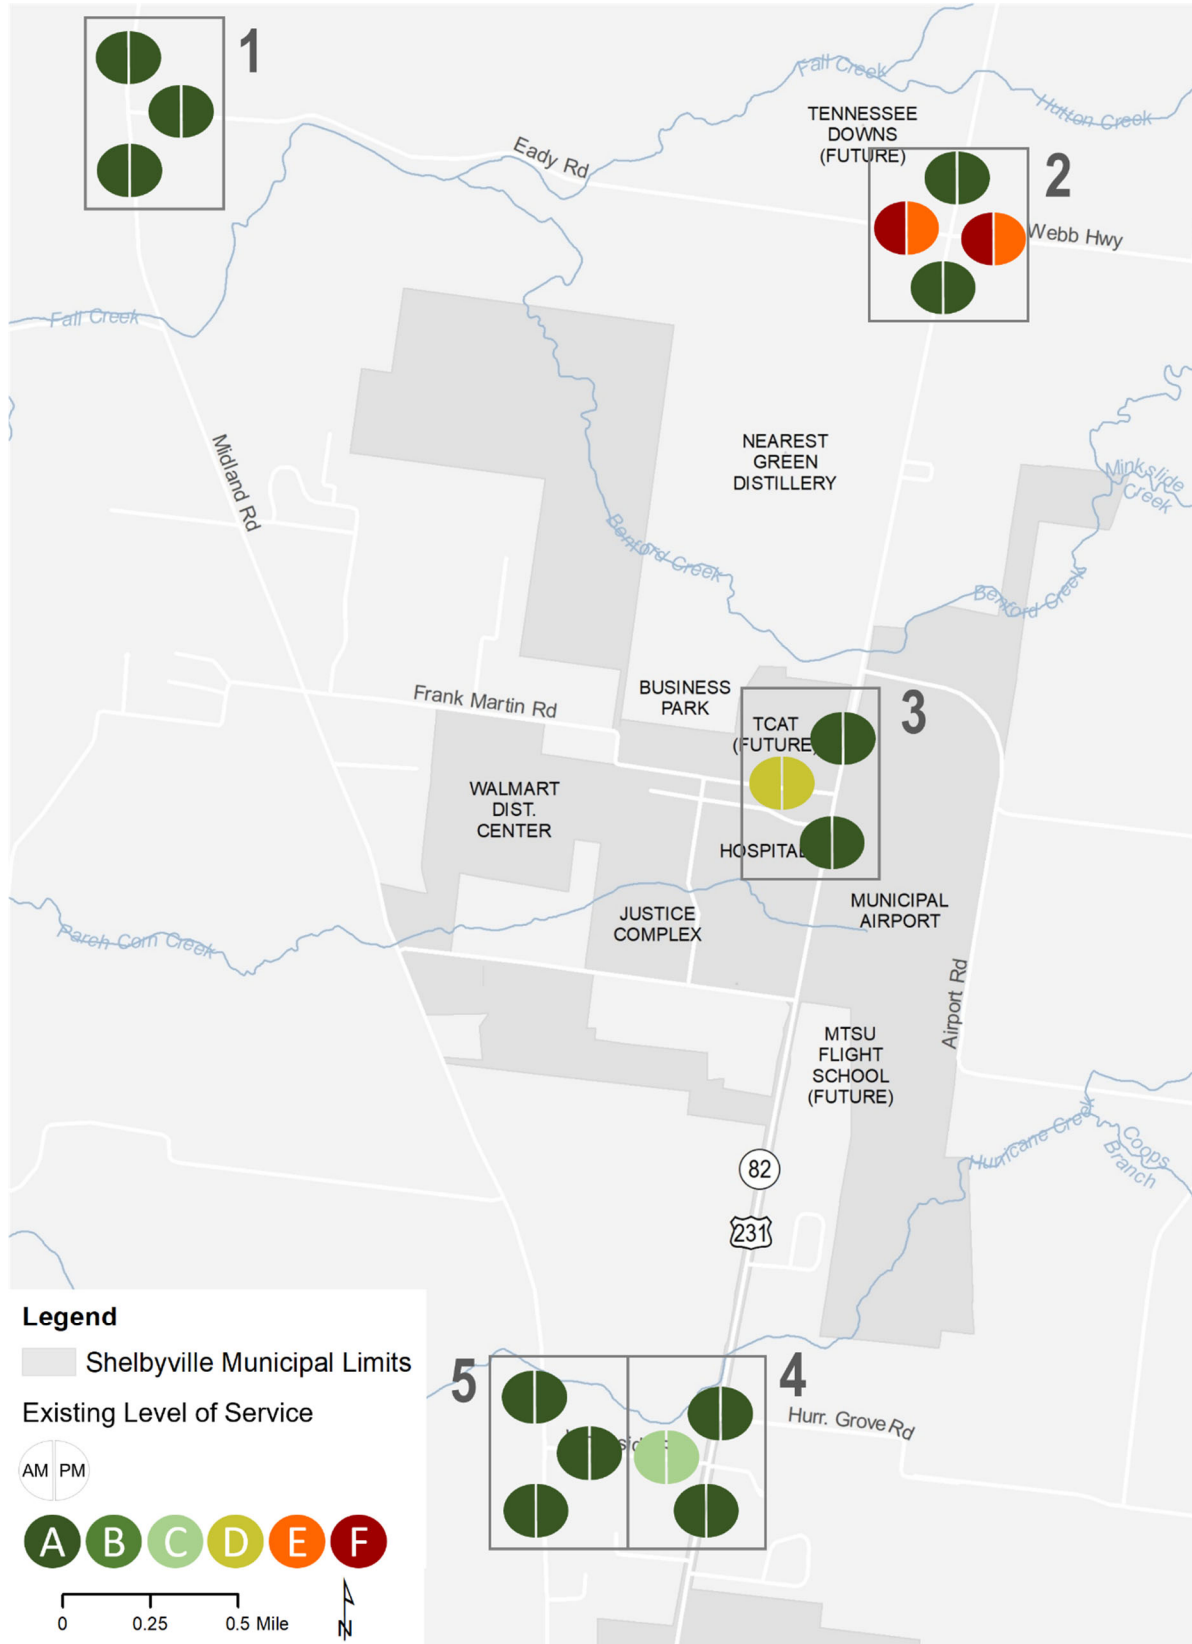 1
Fall Creek
Hutton Creek
TENNESSEE
DOWNS
(FUTURE)
Eady Rd
2
Webb Hwy
Fall Creek
Midland Rd
NEAREST
GREEN
DISTILLERY
Minkslide
Creek
Benford Creek
Benford Creek
Frank Martin Rd
BUSINESS
PARK
3
TCAT
(FUTURE)
WALMART
DIST.
CENTER
HOSPITAL
MUNICIPAL
AIRPORT
JUSTICE
COMPLEX
Parch Corn Creek
Airport Rd
MTSU
FLIGHT
SCHOOL
(FUTURE)
Hurricane Creek
Coops
Branch
82
231
5
4
Hurr. Grove Rd
Legend
Shelbyville Municipal Limits
Existing Level of Service
AM PM
A B C D E F
0 0.25 0.5 Mile
N